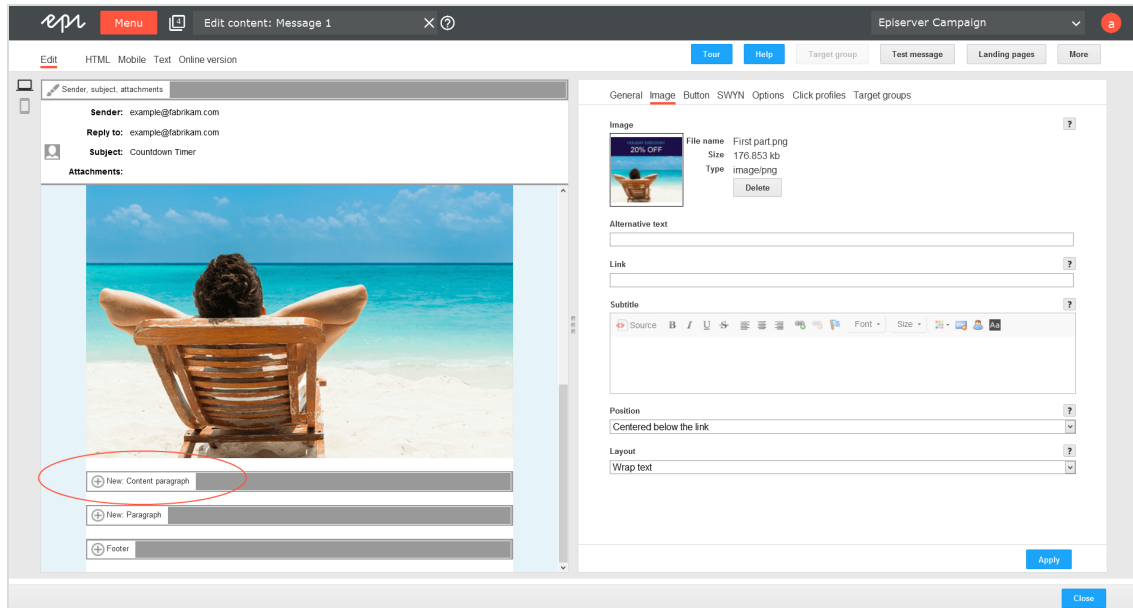 epi Menu 4 Edit content: Message 1 Episerver Campaign a
Edit HTML Mobile Text Online version Tour Help Target group Test message Landing pages More
Sender, subject, attachments
Sender: example@fabrikam.com
Reply to: example@fabrikam.com
Subject: Countdown Timer
Attachments:
New: Content paragraph
New: Paragraph
Footer
General Image Button SWYN Options Click profiles Target groups
Image ?
HOLIDAY DISCOUNT
20% OFF
File name First part.png
Size 176.853 kb
Type image/png
Delete
Alternative text
Link ?
Subtitle ?
Source B I U S Font Size Aa
Position ?
Centered below the link
Layout ?
Wrap text
Apply
Close